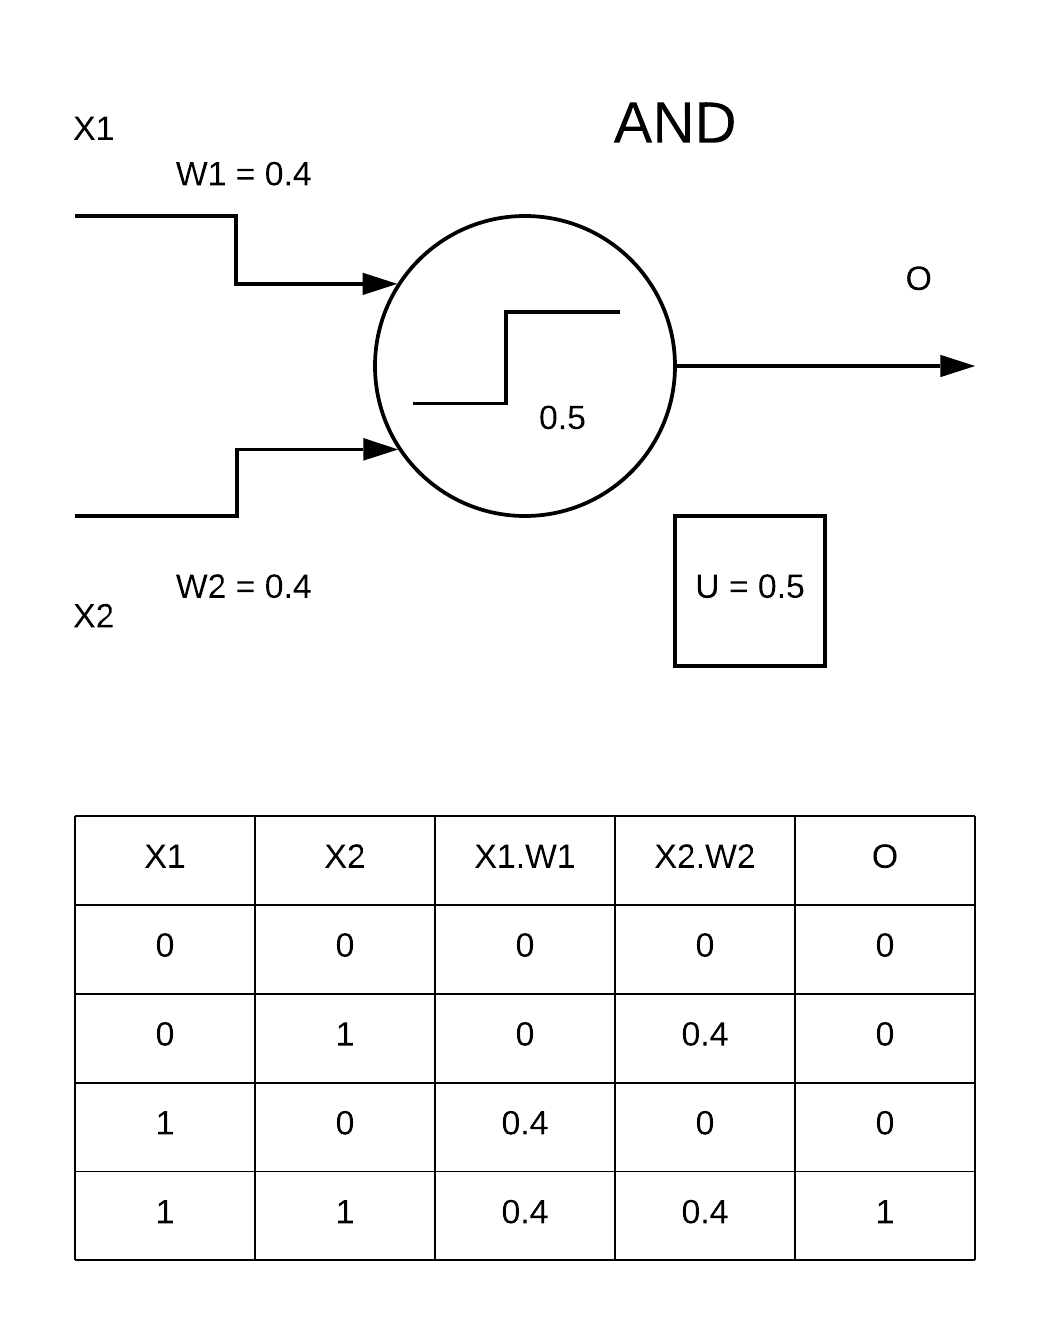 AND
X1
W1 = 0.4
O
0.5
W2 = 0.4
X2
U = 0.5
X1 X2 X1.W1 X2.W2 O
0 0 0 0 0
0 1 0 0.4 0
1 0 0.4 0 0
1 1 0.4 0.4 1